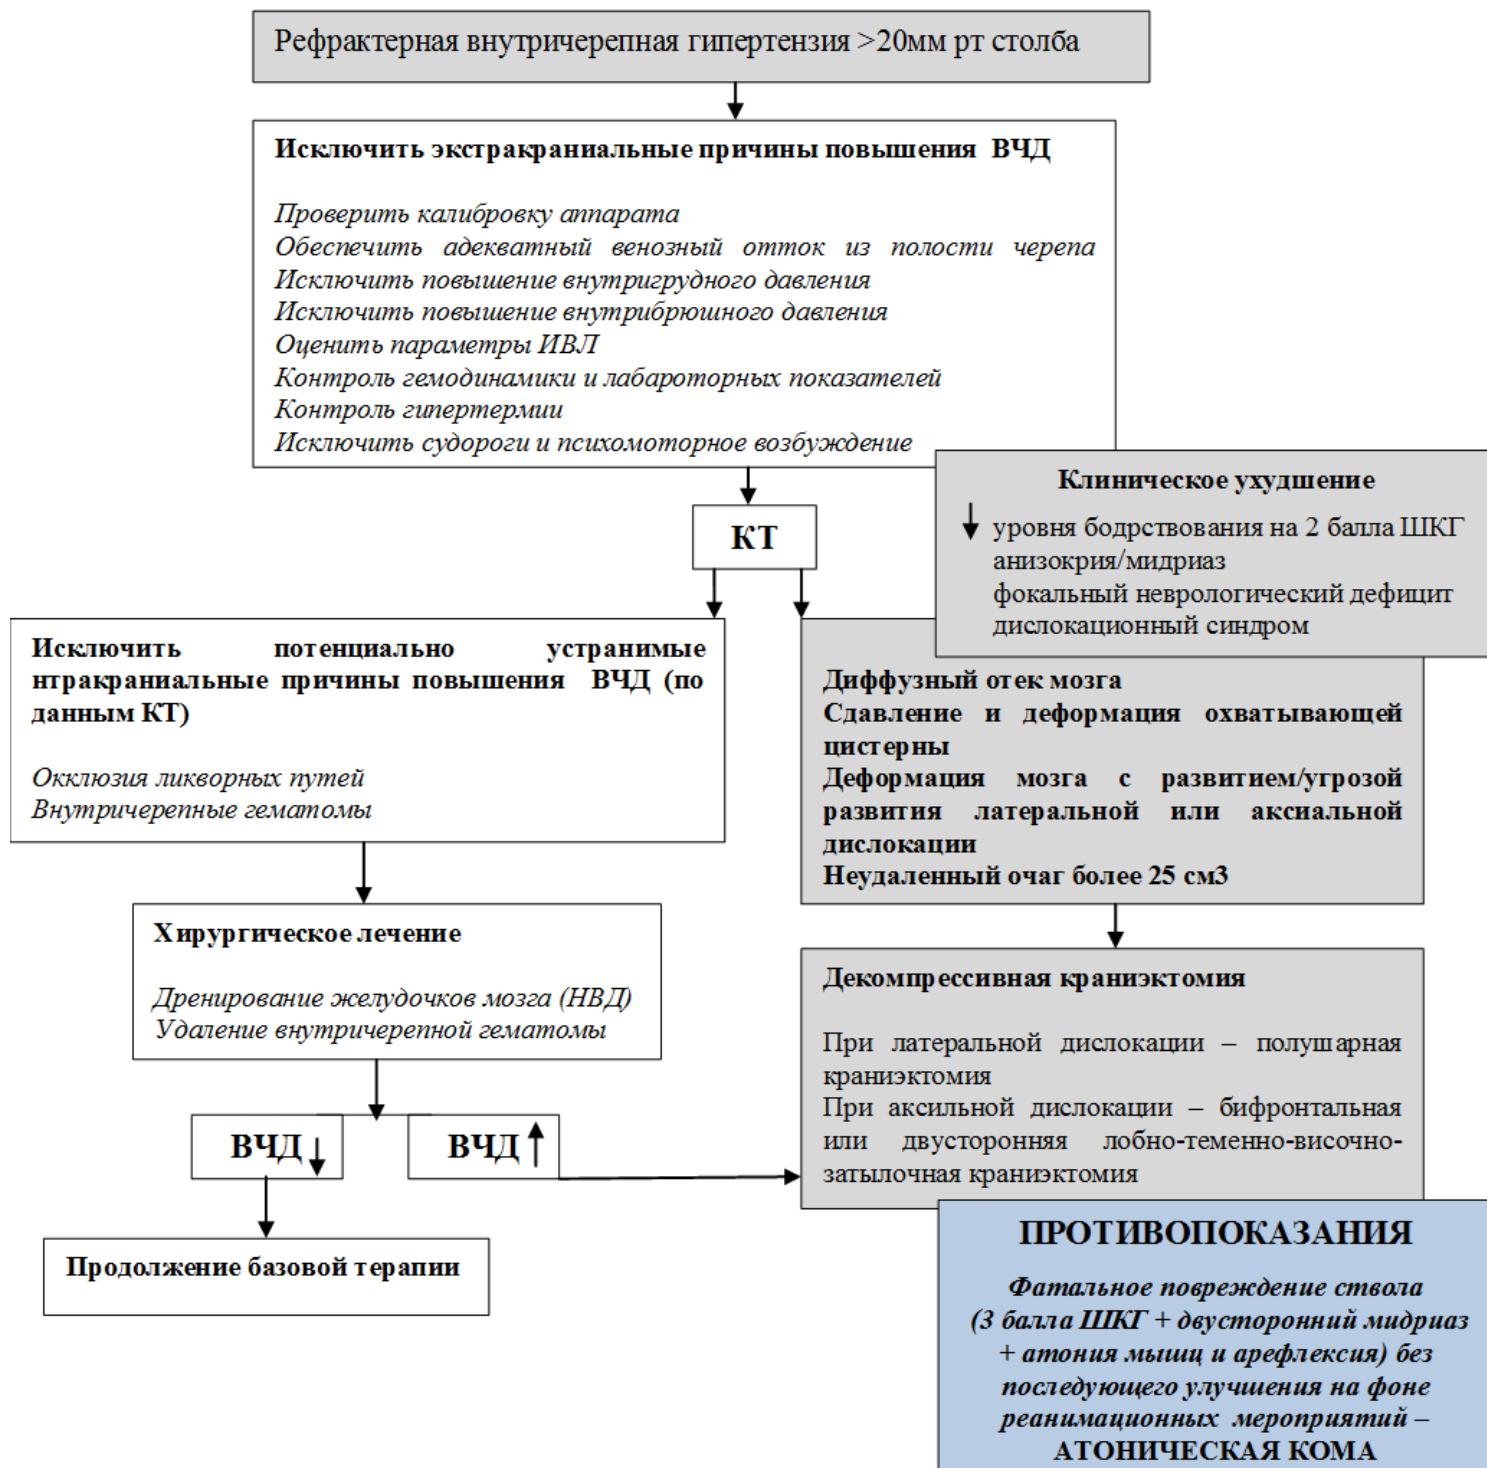 Рефрактерная внутричерепная гипертензия >20мм рт столба
Исключить экстракраниальные причины повышения ВЧД
Проверить калибровку аппарата
Обеспечить адекватный венозный отток из полости черепа
Исключить повышение внутригрудного давления
Исключить повышение внутрибрюшного давления
Оценить параметры ИВЛ
Контроль гемодинамики и лабароторных показателей
Контроль гипертермии
Исключить судороги и психомоторное возбуждение
Клиническое ухудшение
↓ уровня бодрствования на 2 балла ШКГ
анизокрия/мидриаз
фокальный неврологический дефицит
дислокационный синдром
КТ
Исключить потенциально устранимые
нтракраниальные причины повышения ВЧД (по
данным КТ)
Окклюзия ликворных путей
Внутричерепные гематомы
Диффузный отек мозга
Сдавление и деформация охватывающей
цистерны
Деформация мозга с развитием/угрозой
развития латеральной или аксиальной
дислокации
Неудаленный очаг более 25 см3
Хирургическое лечение
Дренирование желудочков мозга (НВД)
Удаление внутричерепной гематомы
Декомпрессивная краниэктомия
При латеральной дислокации – полушарная
краниэктомия
При аксильной дислокации – бифронтальная
или двусторонняя лобно-теменно-височно-
затылочная краниэктомия
ВЧД ↓
ВЧД ↑
Продолжение базовой терапии
ПРОТИВОПОКАЗАНИЯ
Фатальное повреждение ствола
(3 балла ШКГ + двусторонний мидриаз
+ атония мышц и арефлексия) без
последующего улучшения на фоне
реанимационных мероприятий –
АТОНИЧЕСКАЯ КОМА